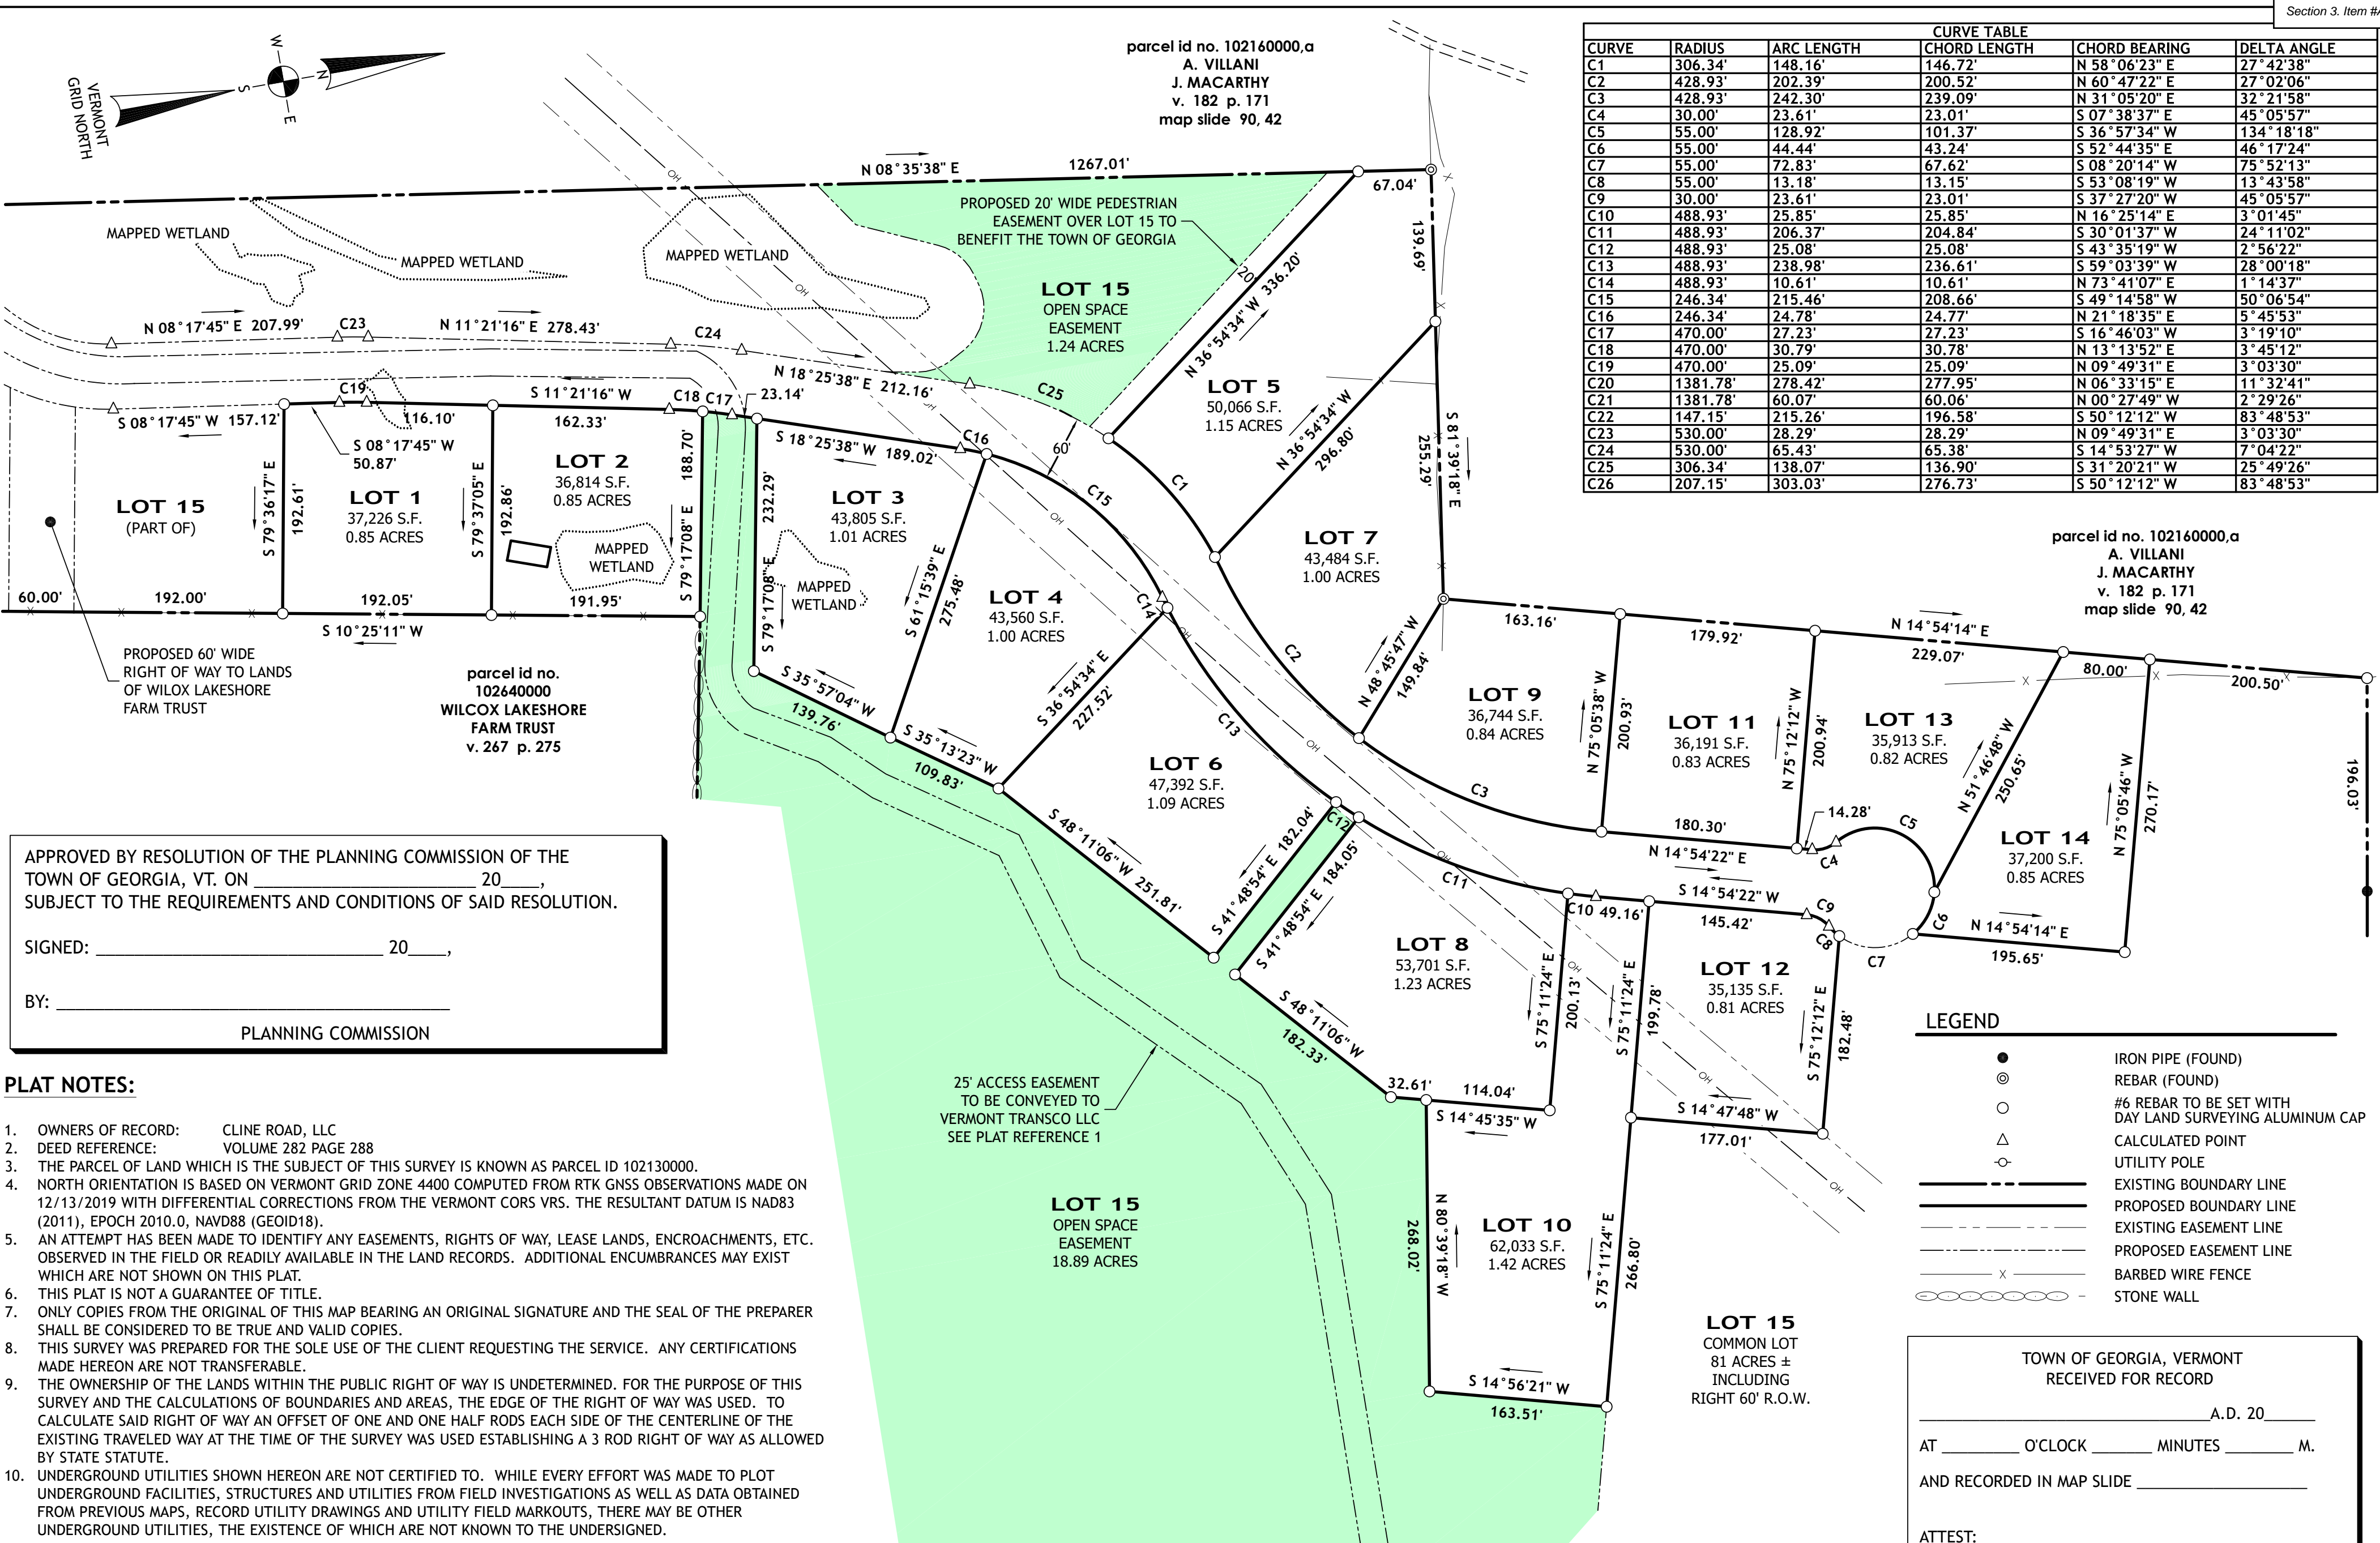 Section 3. Item #A
CURVE TABLE
CURVE RADIUS ARC LENGTH CHORD LENGTH CHORD BEARING DELTA ANGLE
C1 306.34' 148.16' 146.72' N 58°06'23" E 27°42'38"
C2 428.93' 202.39' 200.52' N 60°47'22" E 27°02'06"
C3 428.93' 242.30' 239.09' N 31°05'20" E 32°21'58"
C4 30.00' 23.61' 23.01' S 07°38'37" E 45°05'57"
C5 55.00' 128.92' 101.37' S 36°57'34" W 134°18'18"
C6 55.00' 44.44' 43.24' S 52°44'35" E 46°17'24"
C7 55.00' 72.83' 67.62' S 08°20'14" W 75°52'13"
C8 55.00' 13.18' 13.15' S 53°08'19" W 13°43'58"
C9 30.00' 23.61' 23.01' S 37°27'20" W 45°05'57"
C10 488.93' 25.85' 25.85' N 16°25'14" E 3°01'45"
C11 488.93' 206.37' 204.84' S 30°01'37" W 24°11'02"
C12 488.93' 25.08' 25.08' S 43°35'19" W 2°56'22"
C13 488.93' 238.98' 236.61' S 59°03'39" W 28°00'18"
C14 488.93' 10.61' 10.61' N 73°41'07" E 1°14'37"
C15 246.34' 215.46' 208.66' S 49°14'58" W 50°06'54"
C16 246.34' 24.78' 24.77' N 21°18'35" E 5°45'53"
C17 470.00' 27.23' 27.23' S 16°46'03" W 3°19'10"
C18 470.00' 30.79' 30.78' N 13°13'52" E 3°45'12"
C19 470.00' 25.09' 25.09' N 09°49'31" E 3°03'30"
C20 1381.78' 278.42' 277.95' N 06°33'15" E 11°32'41"
C21 1381.78' 60.07' 60.06' N 00°27'49" W 2°29'26"
C22 147.15' 215.26' 196.58' S 50°12'12" W 83°48'53"
C23 530.00' 28.29' 28.29' N 09°49'31" E 3°03'30"
C24 530.00' 65.43' 65.38' S 14°53'27" W 7°04'22"
C25 306.34' 138.07' 136.90' S 31°20'21" W 25°49'26"
C26 207.15' 303.03' 276.73' S 50°12'12" W 83°48'53"
W
N
S
E
VERMONT
GRID NORTH
parcel id no. 102160000,a
A. VILLANI
J. MACARTHY
v. 182 p. 171
map slide 90, 42
N 08°35'38" E 1267.01'
67.04'
139.69'
PROPOSED 20' WIDE PEDESTRIAN
EASEMENT OVER LOT 15 TO
BENEFIT THE TOWN OF GEORGIA
20'
MAPPED WETLAND
MAPPED WETLAND
MAPPED WETLAND
OH
OH
OH
OH
OH
OH
OH
OH
OH
OH
LOT 15
OPEN SPACE
EASEMENT
1.24 ACRES
N 36°54'34" W 336.20'
LOT 5
50,066 S.F.
1.15 ACRES
N 36°54'34" W
296.80'
S 81°39'18" E
255.29'
N 08°17'45" E 207.99'
C23
N 11°21'16" E 278.43'
C24
N 18°25'38" E 212.16'
C25
60'
C1
S 08°17'45" W 157.12'
C19
116.10'
S 08°17'45" W
50.87'
S 11°21'16" W
162.33'
C18 C17
23.14'
S 18°25'38" W 189.02'
C16
C15
LOT 15
(PART OF)
S 79°36'17" E
192.61'
LOT 1
37,226 S.F.
0.85 ACRES
S 79°37'05" E
192.86'
LOT 2
36,814 S.F.
0.85 ACRES
MAPPED
WETLAND
S 79°17'08" E 188.70'
S 79°17'08" E 232.29'
LOT 3
43,805 S.F.
1.01 ACRES
MAPPED
WETLAND
S 61°15'39" E
275.48'
LOT 4
43,560 S.F.
1.00 ACRES
C14
LOT 7
43,484 S.F.
1.00 ACRES
C2
60.00'
192.00'
192.05'
191.95'
S 10°25'11" W
PROPOSED 60' WIDE
RIGHT OF WAY TO LANDS
OF WILOX LAKESHORE
FARM TRUST
parcel id no.
102640000
WILCOX LAKESHORE
FARM TRUST
v. 267 p. 275
S 35°57'04" W
139.76'
S 35°13'23" W
109.83'
S 36°54'34" E
227.52'
C13
N 48°45'47" W
149.84'
parcel id no. 102160000,a
A. VILLANI
J. MACARTHY
v. 182 p. 171
map slide 90, 42
163.16'
179.92'
N 14°54'14" E
229.07'
80.00'
200.50'
196.03'
LOT 9
36,744 S.F.
0.84 ACRES
N 75°05'38" W
200.93'
LOT 11
36,191 S.F.
0.83 ACRES
N 75°12'12" W
200.94'
LOT 13
35,913 S.F.
0.82 ACRES
N 51°46'48" W
250.65'
LOT 14
37,200 S.F.
0.85 ACRES
N 75°05'46" W
270.17'
LOT 6
47,392 S.F.
1.09 ACRES
C3
180.30'
N 14°54'22" E
14.28'
C4
C5
C6
N 14°54'14" E
195.65'
S 48°11'06" W 251.81'
S 41°48'54" E 182.04'
C12
S 41°48'54" E 184.05'
C11
C10 49.16'
S 14°54'22" W
145.42'
C9
C8
C7
LOT 8
53,701 S.F.
1.23 ACRES
S 75°11'24" E
200.13'
S 75°11'24" E
199.78'
LOT 12
35,135 S.F.
0.81 ACRES
S 75°12'12" E
182.48'
S 48°11'06" W
182.33'
32.61'
114.04'
S 14°45'35" W
S 14°47'48" W
177.01'
25' ACCESS EASEMENT
TO BE CONVEYED TO
VERMONT TRANSCO LLC
SEE PLAT REFERENCE 1
LOT 15
OPEN SPACE
EASEMENT
18.89 ACRES
268.02'
N 80°39'18" W
LOT 10
62,033 S.F.
1.42 ACRES
S 75°11'24" E
266.80'
S 14°56'21" W
163.51'
LOT 15
COMMON LOT
81 ACRES ±
INCLUDING
RIGHT 60' R.O.W.
APPROVED BY RESOLUTION OF THE PLANNING COMMISSION OF THE
TOWN OF GEORGIA, VT. ON ________________________ 20____,
SUBJECT TO THE REQUIREMENTS AND CONDITIONS OF SAID RESOLUTION.
SIGNED: ______________________________ 20____,
BY: __________________________________________
PLANNING COMMISSION
PLAT NOTES:
1. OWNERS OF RECORD: CLINE ROAD, LLC
2. DEED REFERENCE: VOLUME 282 PAGE 288
3. THE PARCEL OF LAND WHICH IS THE SUBJECT OF THIS SURVEY IS KNOWN AS PARCEL ID 102130000.
4. NORTH ORIENTATION IS BASED ON VERMONT GRID ZONE 4400 COMPUTED FROM RTK GNSS OBSERVATIONS MADE ON
12/13/2019 WITH DIFFERENTIAL CORRECTIONS FROM THE VERMONT CORS VRS. THE RESULTANT DATUM IS NAD83
(2011), EPOCH 2010.0, NAVD88 (GEOID18).
5. AN ATTEMPT HAS BEEN MADE TO IDENTIFY ANY EASEMENTS, RIGHTS OF WAY, LEASE LANDS, ENCROACHMENTS, ETC.
OBSERVED IN THE FIELD OR READILY AVAILABLE IN THE LAND RECORDS. ADDITIONAL ENCUMBRANCES MAY EXIST
WHICH ARE NOT SHOWN ON THIS PLAT.
6. THIS PLAT IS NOT A GUARANTEE OF TITLE.
7. ONLY COPIES FROM THE ORIGINAL OF THIS MAP BEARING AN ORIGINAL SIGNATURE AND THE SEAL OF THE PREPARER
SHALL BE CONSIDERED TO BE TRUE AND VALID COPIES.
8. THIS SURVEY WAS PREPARED FOR THE SOLE USE OF THE CLIENT REQUESTING THE SERVICE. ANY CERTIFICATIONS
MADE HEREON ARE NOT TRANSFERABLE.
9. THE OWNERSHIP OF THE LANDS WITHIN THE PUBLIC RIGHT OF WAY IS UNDETERMINED. FOR THE PURPOSE OF THIS
SURVEY AND THE CALCULATIONS OF BOUNDARIES AND AREAS, THE EDGE OF THE RIGHT OF WAY WAS USED. TO
CALCULATE SAID RIGHT OF WAY AN OFFSET OF ONE AND ONE HALF RODS EACH SIDE OF THE CENTERLINE OF THE
EXISTING TRAVELED WAY AT THE TIME OF THE SURVEY WAS USED ESTABLISHING A 3 ROD RIGHT OF WAY AS ALLOWED
BY STATE STATUTE.
10. UNDERGROUND UTILITIES SHOWN HEREON ARE NOT CERTIFIED TO. WHILE EVERY EFFORT WAS MADE TO PLOT
UNDERGROUND FACILITIES, STRUCTURES AND UTILITIES FROM FIELD INVESTIGATIONS AS WELL AS DATA OBTAINED
FROM PREVIOUS MAPS, RECORD UTILITY DRAWINGS AND UTILITY FIELD MARKOUTS, THERE MAY BE OTHER
UNDERGROUND UTILITIES, THE EXISTENCE OF WHICH ARE NOT KNOWN TO THE UNDERSIGNED.
LEGEND
IRON PIPE (FOUND)
REBAR (FOUND)
#6 REBAR TO BE SET WITH
DAY LAND SURVEYING ALUMINUM CAP
CALCULATED POINT
UTILITY POLE
EXISTING BOUNDARY LINE
PROPOSED BOUNDARY LINE
EXISTING EASEMENT LINE
PROPOSED EASEMENT LINE
BARBED WIRE FENCE
STONE WALL
TOWN OF GEORGIA, VERMONT
RECEIVED FOR RECORD
__________________________________A.D. 20______
AT _________ O'CLOCK _______ MINUTES ________ M.
AND RECORDED IN MAP SLIDE ____________________
ATTEST: